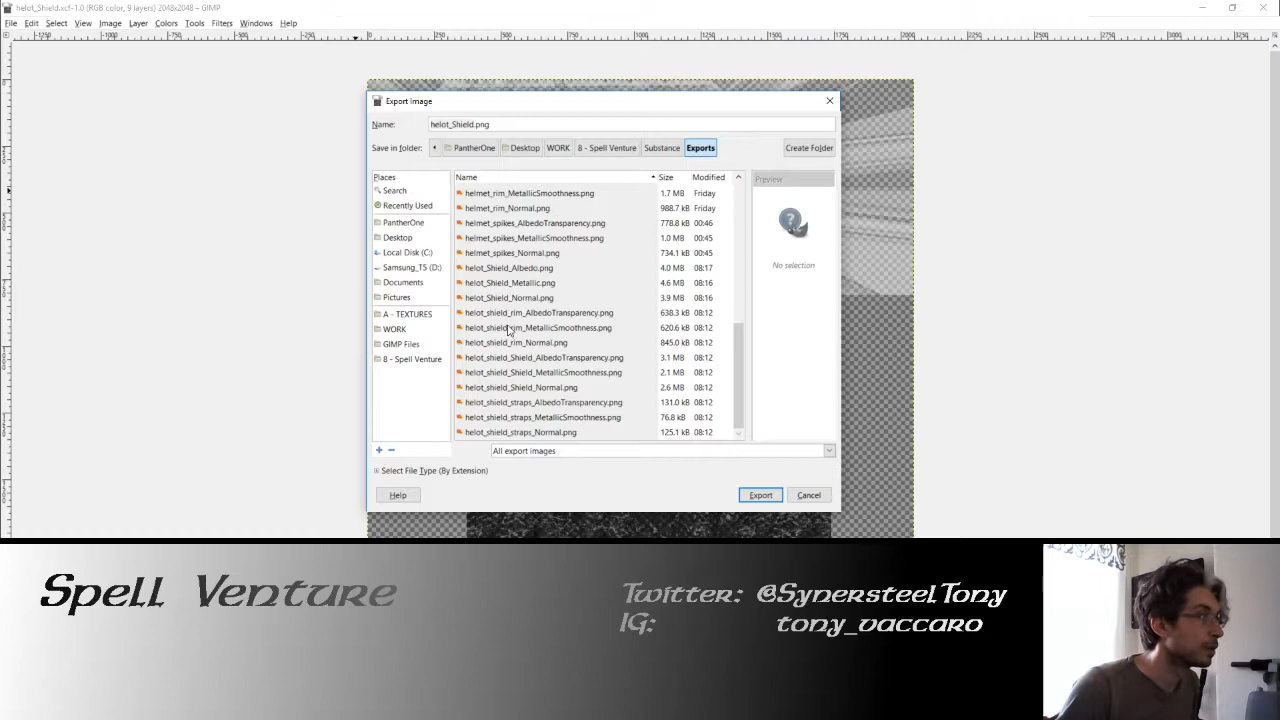 helot_Shield.xcf-1.0 (RGB color, 9 layers) 2048x2048 – GIMP
File Edit Select View Image Layer Colors Tools Filters Windows Help
Export Image
Name: helot_Shield.png
Save in folder: PantherOne Desktop WORK 8 - Spell Venture Substance Exports Create Folder
Places
Search
Recently Used
PantherOne
Desktop
Local Disk (C:)
Samsung_T5 (D:)
Documents
Pictures
A - TEXTURES
WORK
GIMP Files
8 - Spell Venture
Name Size Modified
helmet_rim_MetallicSmoothness.png 1.7 MB Friday
helmet_rim_Normal.png 988.7 kB Friday
helmet_spikes_AlbedoTransparency.png 778.8 kB 00:46
helmet_spikes_MetallicSmoothness.png 1.0 MB 00:45
helmet_spikes_Normal.png 734.1 kB 00:45
helot_Shield_Albedo.png 4.0 MB 08:17
helot_Shield_Metallic.png 4.6 MB 08:16
helot_Shield_Normal.png 3.9 MB 08:16
helot_shield_rim_AlbedoTransparency.png 638.3 kB 08:12
helot_shield_rim_MetallicSmoothness.png 620.6 kB 08:12
helot_shield_rim_Normal.png 845.0 kB 08:12
helot_shield_Shield_AlbedoTransparency.png 3.1 MB 08:12
helot_shield_Shield_MetallicSmoothness.png 2.1 MB 08:12
helot_shield_Shield_Normal.png 2.6 MB 08:12
helot_shield_straps_AlbedoTransparency.png 131.0 kB 08:12
helot_shield_straps_MetallicSmoothness.png 76.8 kB 08:12
helot_shield_straps_Normal.png 125.1 kB 08:12
Preview
No selection
All export images
Select File Type (By Extension)
Help Export Cancel
Spell Venture
Twitter: @SynersteelTony
IG: tony_vaccaro